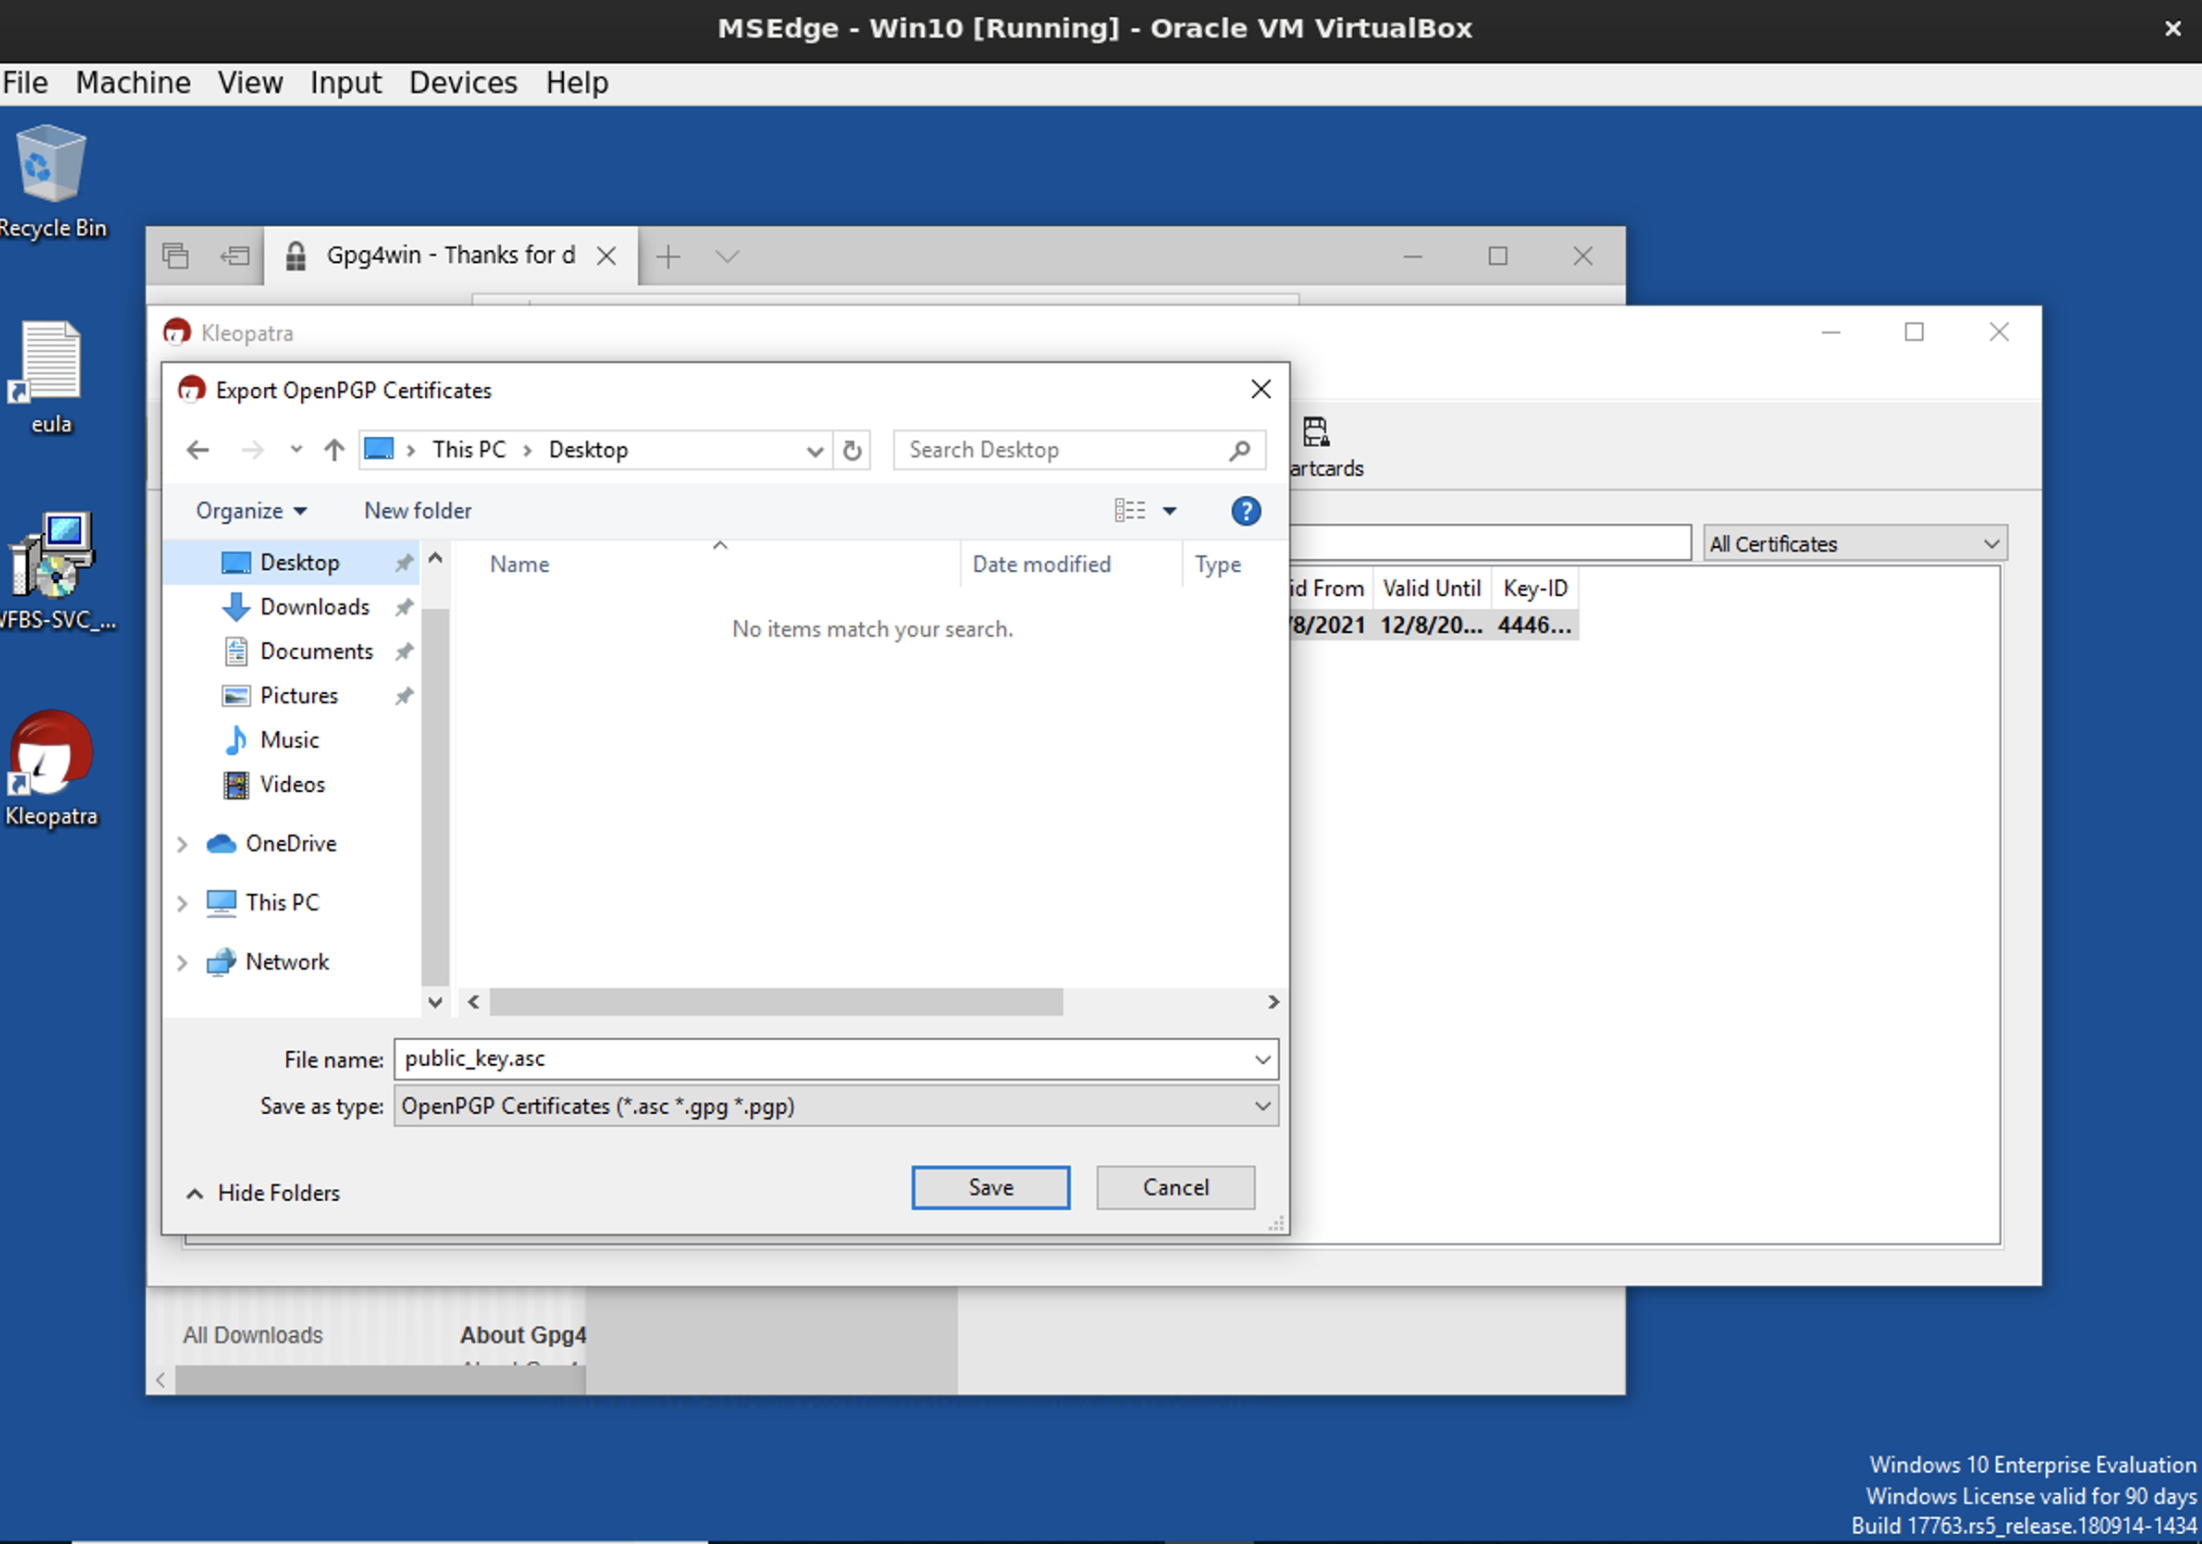 MSEdge - Win10 [Running] - Oracle VM VirtualBox
File Machine View Input Devices Help
Recycle Bin
Gpg4win - Thanks for d
Kleopatra
eula
Export OpenPGP Certificates
This PC Desktop
Search Desktop
artcards
Organize New folder
All Certificates
Desktop
Name Date modified Type
id From Valid Until Key-ID
Downloads
No items match your search.
/8/2021 12/8/20... 4446...
FBS-SVC_...
Documents
Pictures
Music
Videos
Kleopatra
OneDrive
This PC
Network
File name: public_key.asc
Save as type: OpenPGP Certificates (*.asc *.gpg *.pgp)
Hide Folders
Save Cancel
All Downloads
About Gpg4
Windows 10 Enterprise Evaluation
Windows License valid for 90 days
Build 17763.rs5_release.180914-1434